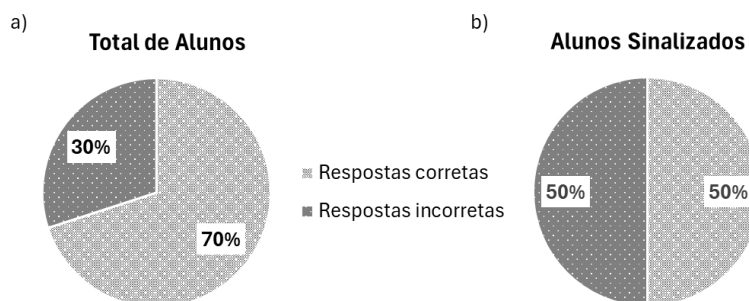 a)
Total de Alunos
30%
70%
Respostas corretas
Respostas incorretas
b)
Alunos Sinalizados
50%
50%